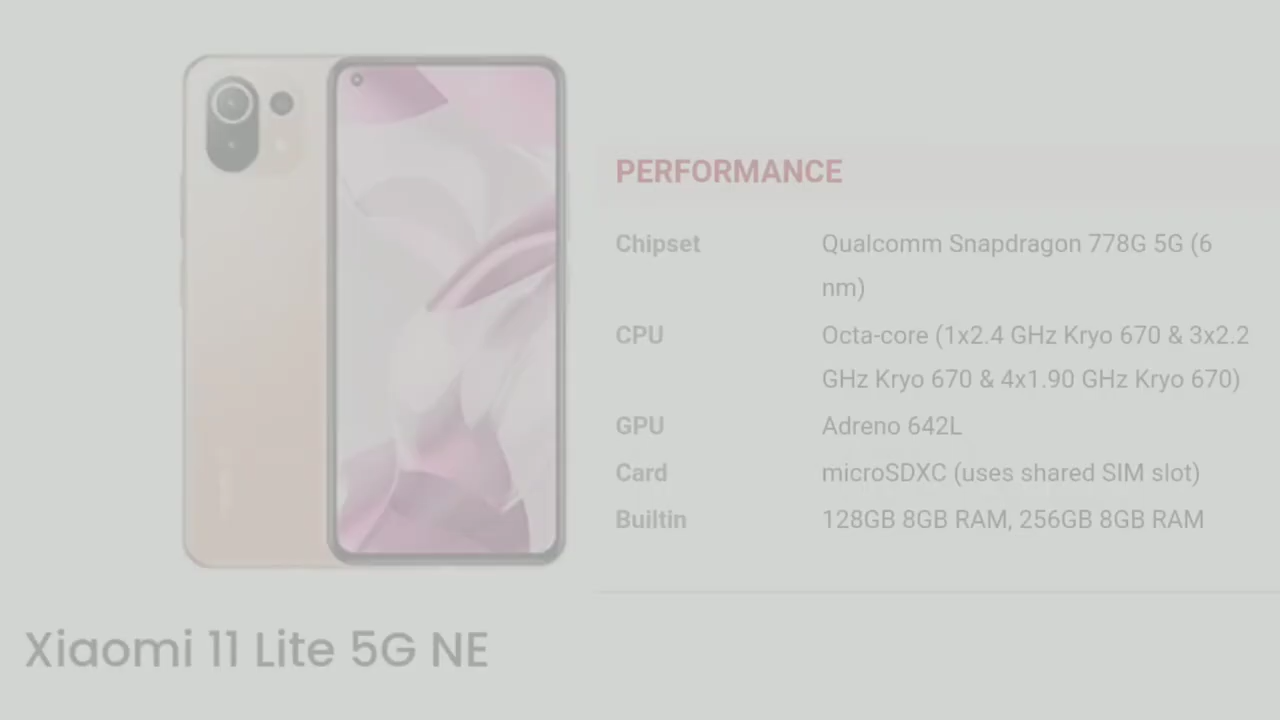 PERFORMANCE
Chipset Qualcomm Snapdragon 778G 5G (6
nm)
CPU Octa-core (1x2.4 GHz Kryo 670 & 3x2.2
GHz Kryo 670 & 4x1.90 GHz Kryo 670)
GPU Adreno 642L
Card microSDXC (uses shared SIM slot)
Builtin 128GB 8GB RAM, 256GB 8GB RAM
Xiaomi 11 Lite 5G NE